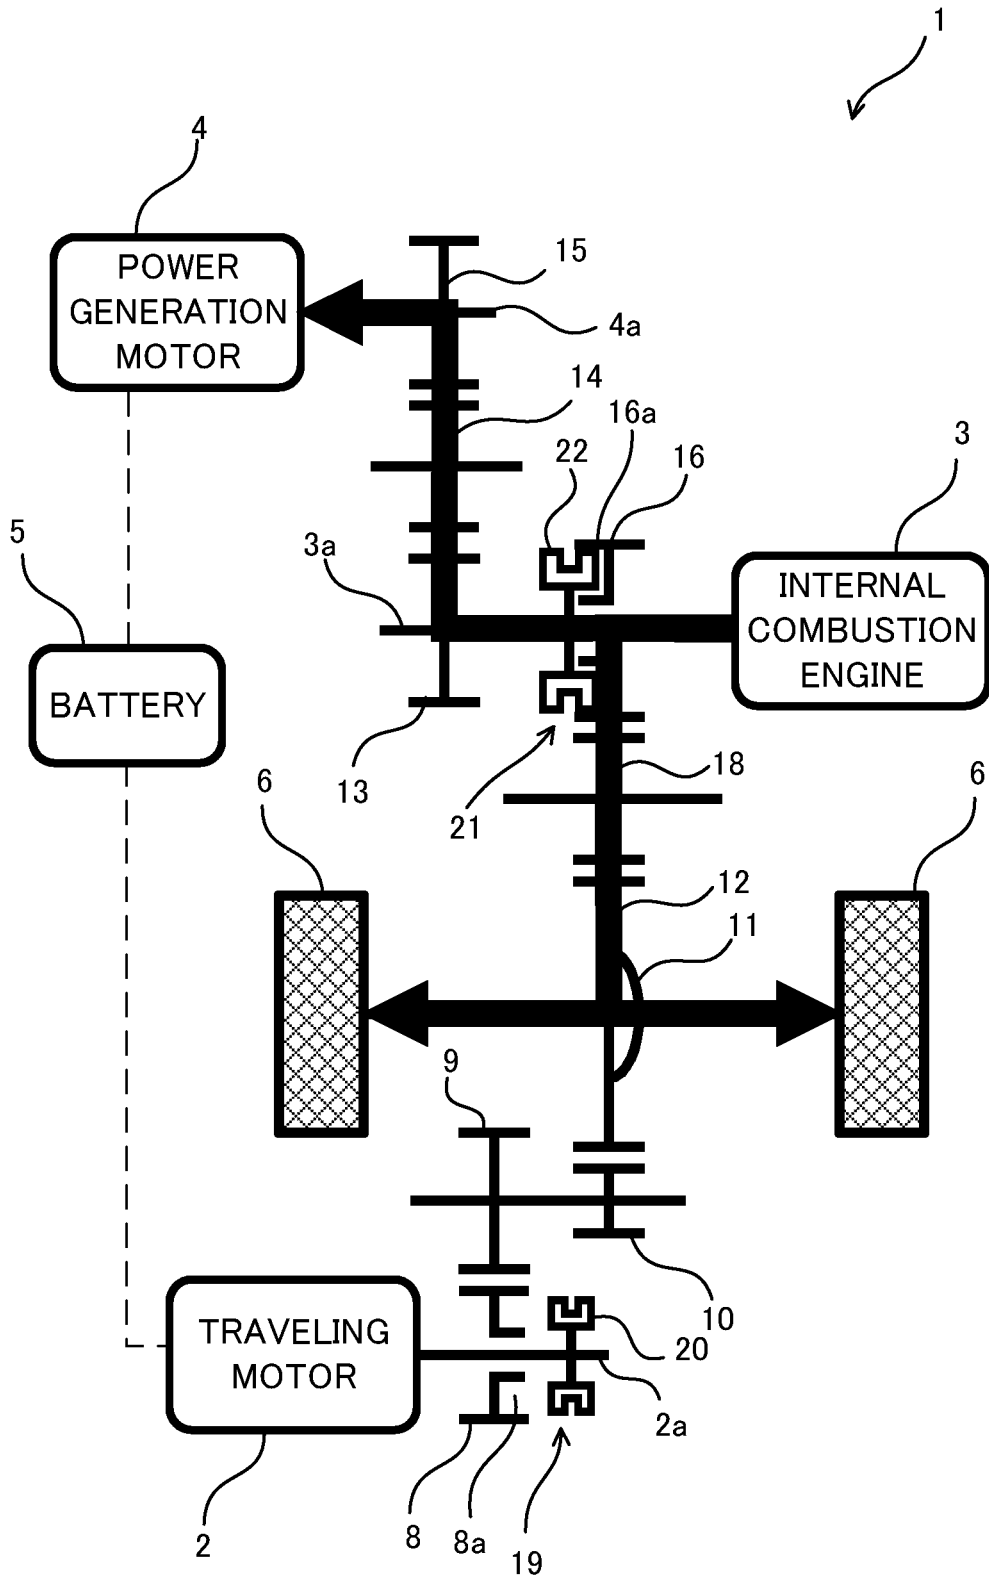 1
4
POWER
GENERATION
MOTOR
15
4a
14
16a
22
16
3
5
3a
INTERNAL
COMBUSTION
ENGINE
BATTERY
13
21
18
6
6
12
11
9
TRAVELING
MOTOR
10
20
2a
2
8
8a
19